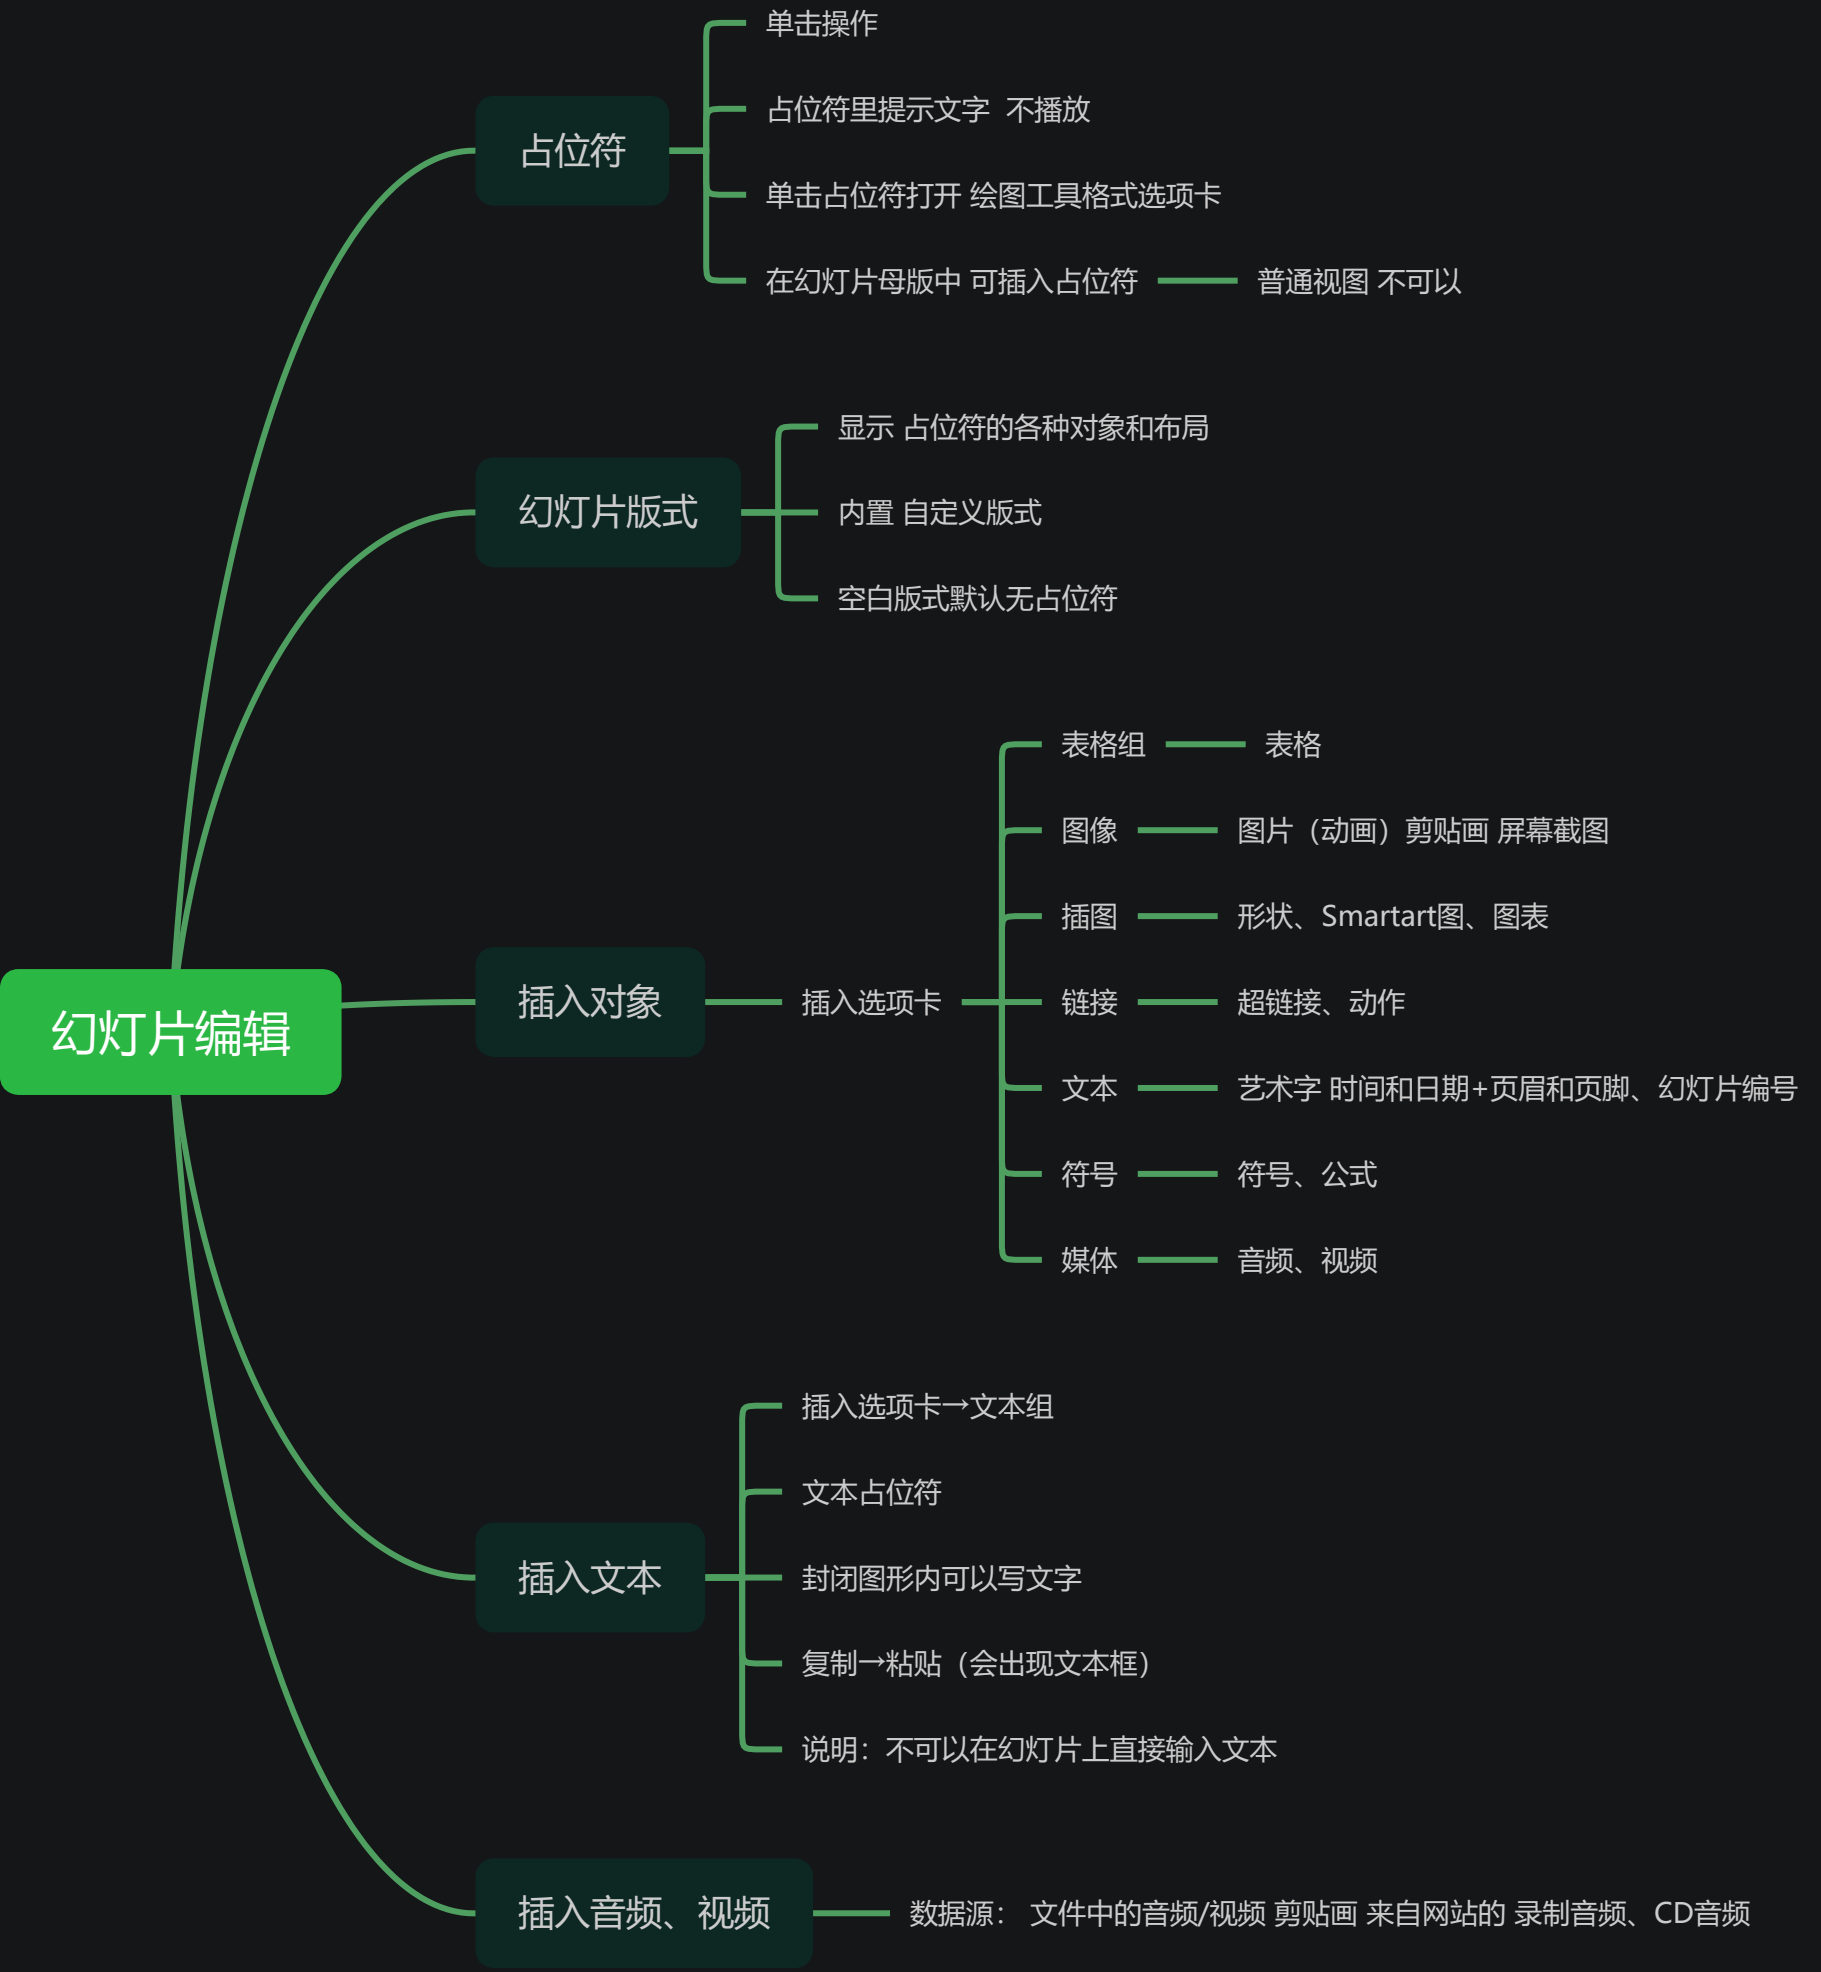 幻灯片编辑
占位符
单击操作
占位符里提示文字 不播放
单击占位符打开 绘图工具格式选项卡
在幻灯片母版中 可插入占位符
普通视图 不可以
幻灯片版式
显示 占位符的各种对象和布局
内置 自定义版式
空白版式默认无占位符
插入对象
插入选项卡
表格组
表格
图像
图片（动画）剪贴画 屏幕截图
插图
形状、Smartart图、图表
链接
超链接、动作
文本
艺术字 时间和日期+页眉和页脚、幻灯片编号
符号
符号、公式
媒体
音频、视频
插入文本
插入选项卡→文本组
文本占位符
封闭图形内可以写文字
复制→粘贴（会出现文本框）
说明：不可以在幻灯片上直接输入文本
插入音频、视频
数据源： 文件中的音频/视频 剪贴画 来自网站的 录制音频、CD音频